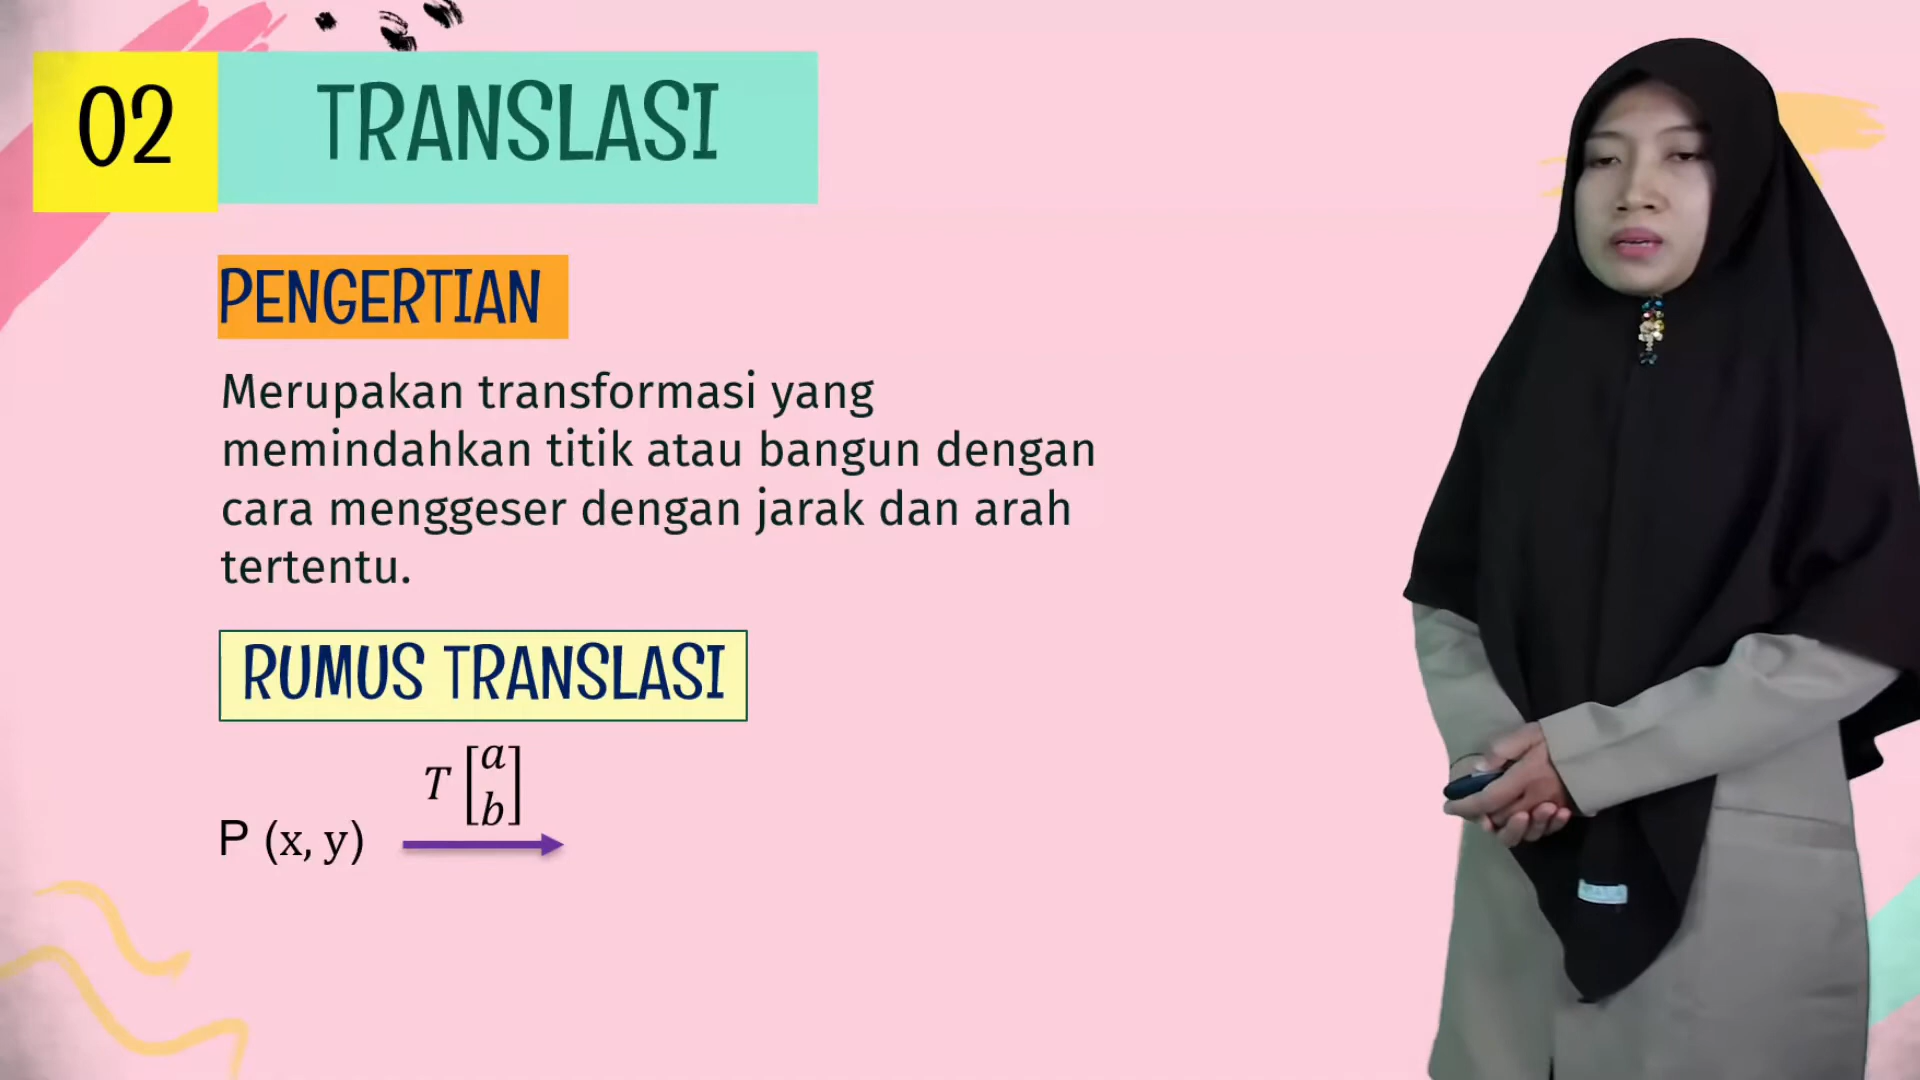 02
TRANSLASI
PENGERTIAN
Merupakan transformasi yang
memindahkan titik atau bangun dengan
cara menggeser dengan jarak dan arah
tertentu.
RUMUS TRANSLASI
T [a b]
P (x, y)